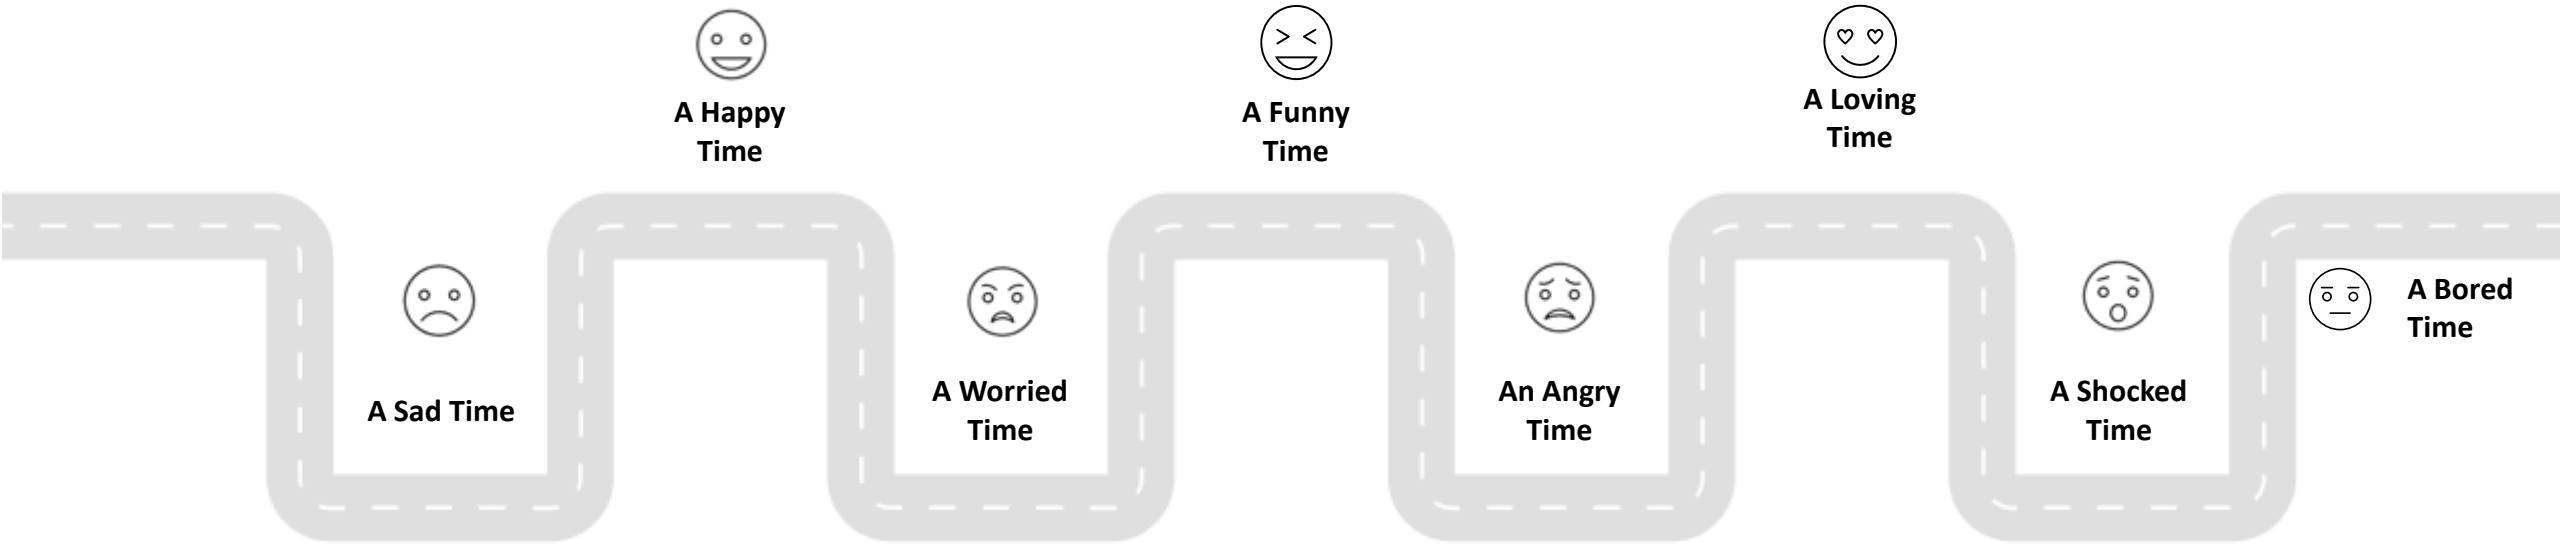 A Sad Time
A Happy
Time
A Worried
Time
A Funny
Time
An Angry
Time
A Loving
Time
A Shocked
Time
A Bored
Time